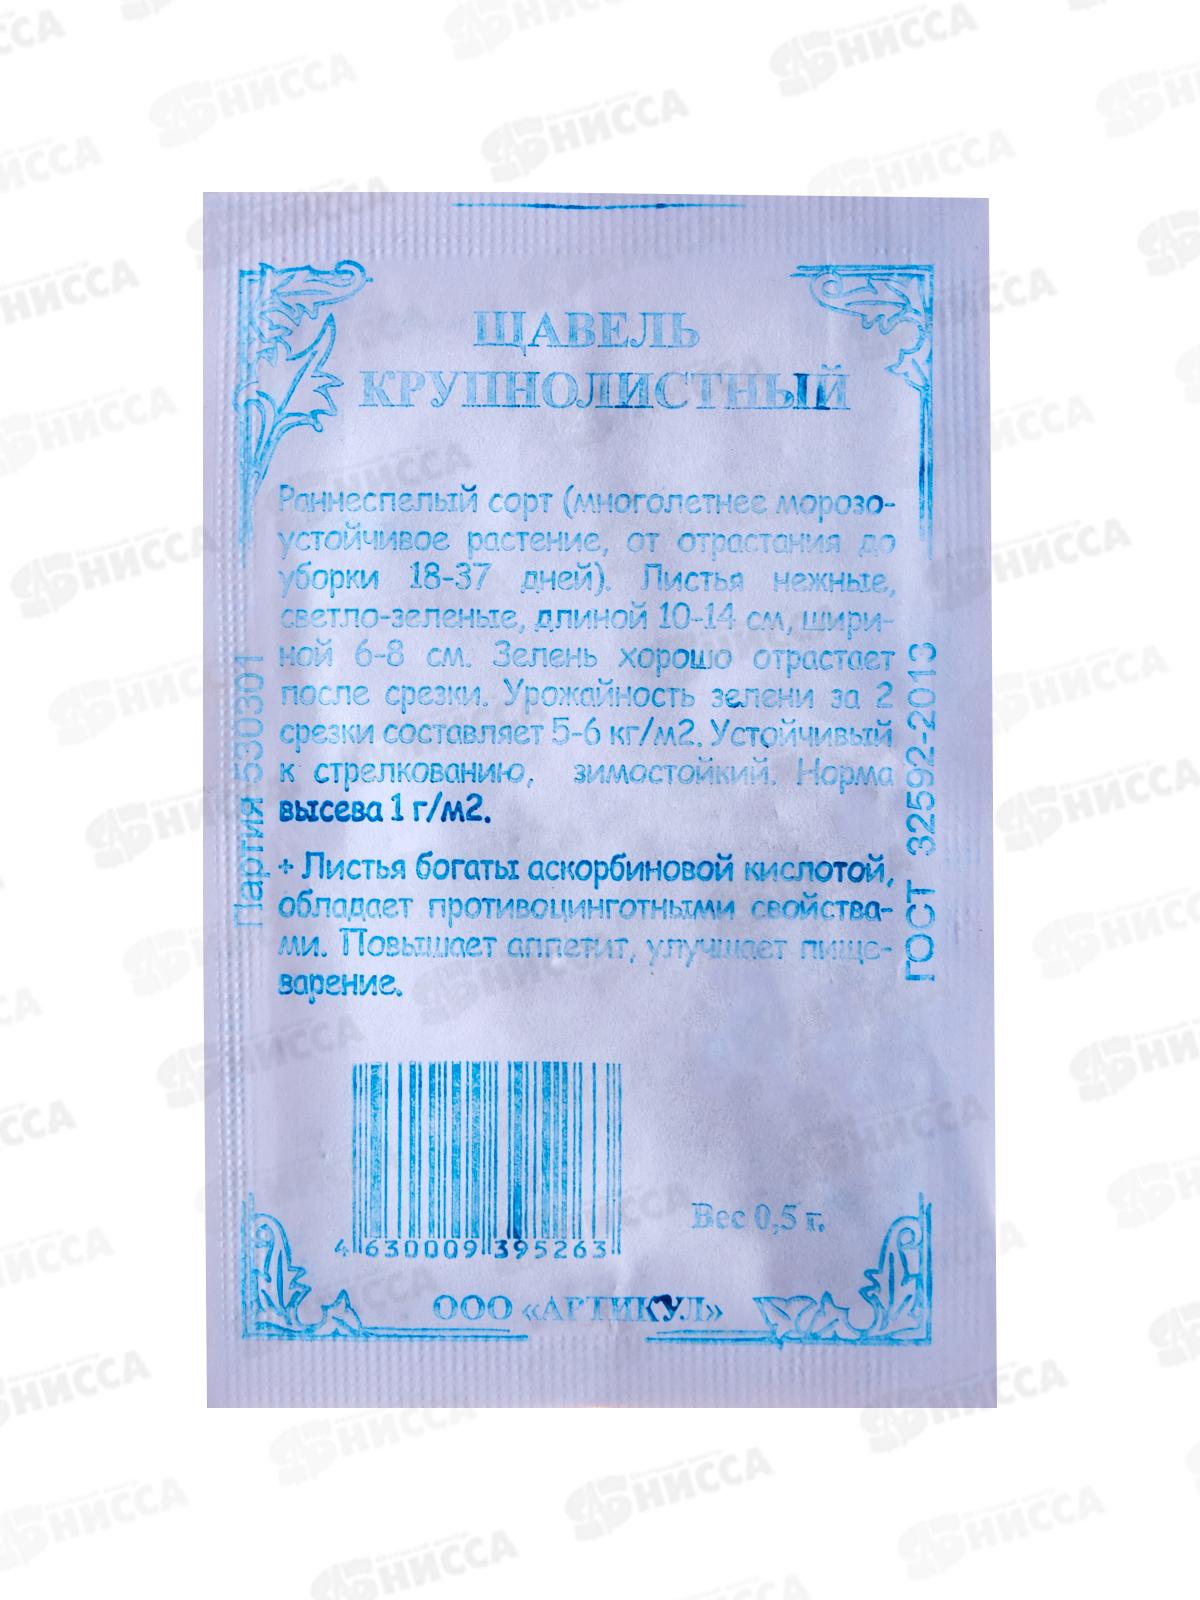 ЩАВЕЛЬ
КРУПНОЛИСТНЫЙ
Раннеспелый сорт (многолетнее морозо-
устойчивое растение, от отрастания до
уборки 18-37 дней). Листья нежные,
светло-зеленые, длиной 10-14 см, шири-
ной 6-8 см. Зелень хорошо отрастает
после срезки. Урожайность зелени за 2
срезки составляет 5-6 кг/м2. Устойчивый
к стрелкованию, зимостойкий. Норма
высева 1 г/м2.
+ Листья богаты аскорбиновой кислотой,
обладает противоцинготными свойства-
ми. Повышает аппетит, улучшает пище-
варение.
Партия 530301
ГОСТ 32592-2013
4 630009 395263
Вес 0,5 г.
ООО «АРТИКУЛ»